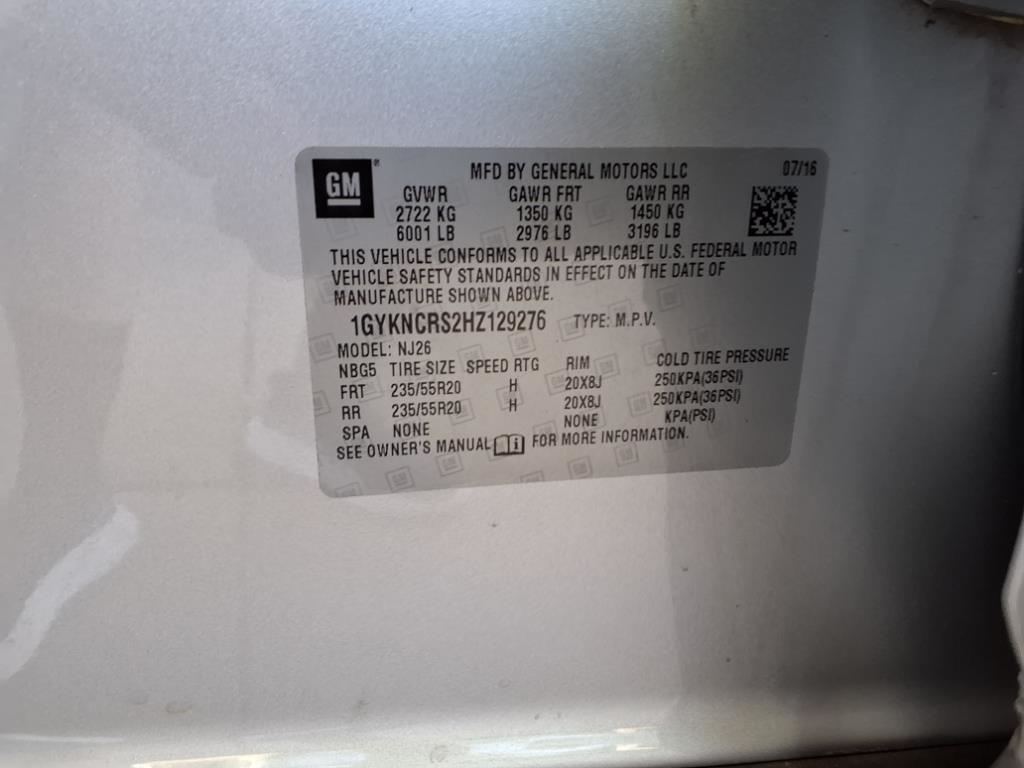 GM ® MFD BY GENERAL MOTORS LLC 07/16
GVWR GAWR FRT GAWR RR
2722 KG 1350 KG 1450 KG
6001 LB 2976 LB 3196 LB
THIS VEHICLE CONFORMS TO ALL APPLICABLE U.S. FEDERAL MOTOR
VEHICLE SAFETY STANDARDS IN EFFECT ON THE DATE OF
MANUFACTURE SHOWN ABOVE.
1GYKNCRS2HZ129276 TYPE: M.P.V.
MODEL: NJ26
NBG5 TIRE SIZE SPEED RTG RIM COLD TIRE PRESSURE
FRT 235/55R20 H 20X8J 250KPA(36PSI)
RR 235/55R20 H 20X8J 250KPA(36PSI)
SPA NONE NONE KPA(PSI)
SEE OWNER'S MANUAL FOR MORE INFORMATION.